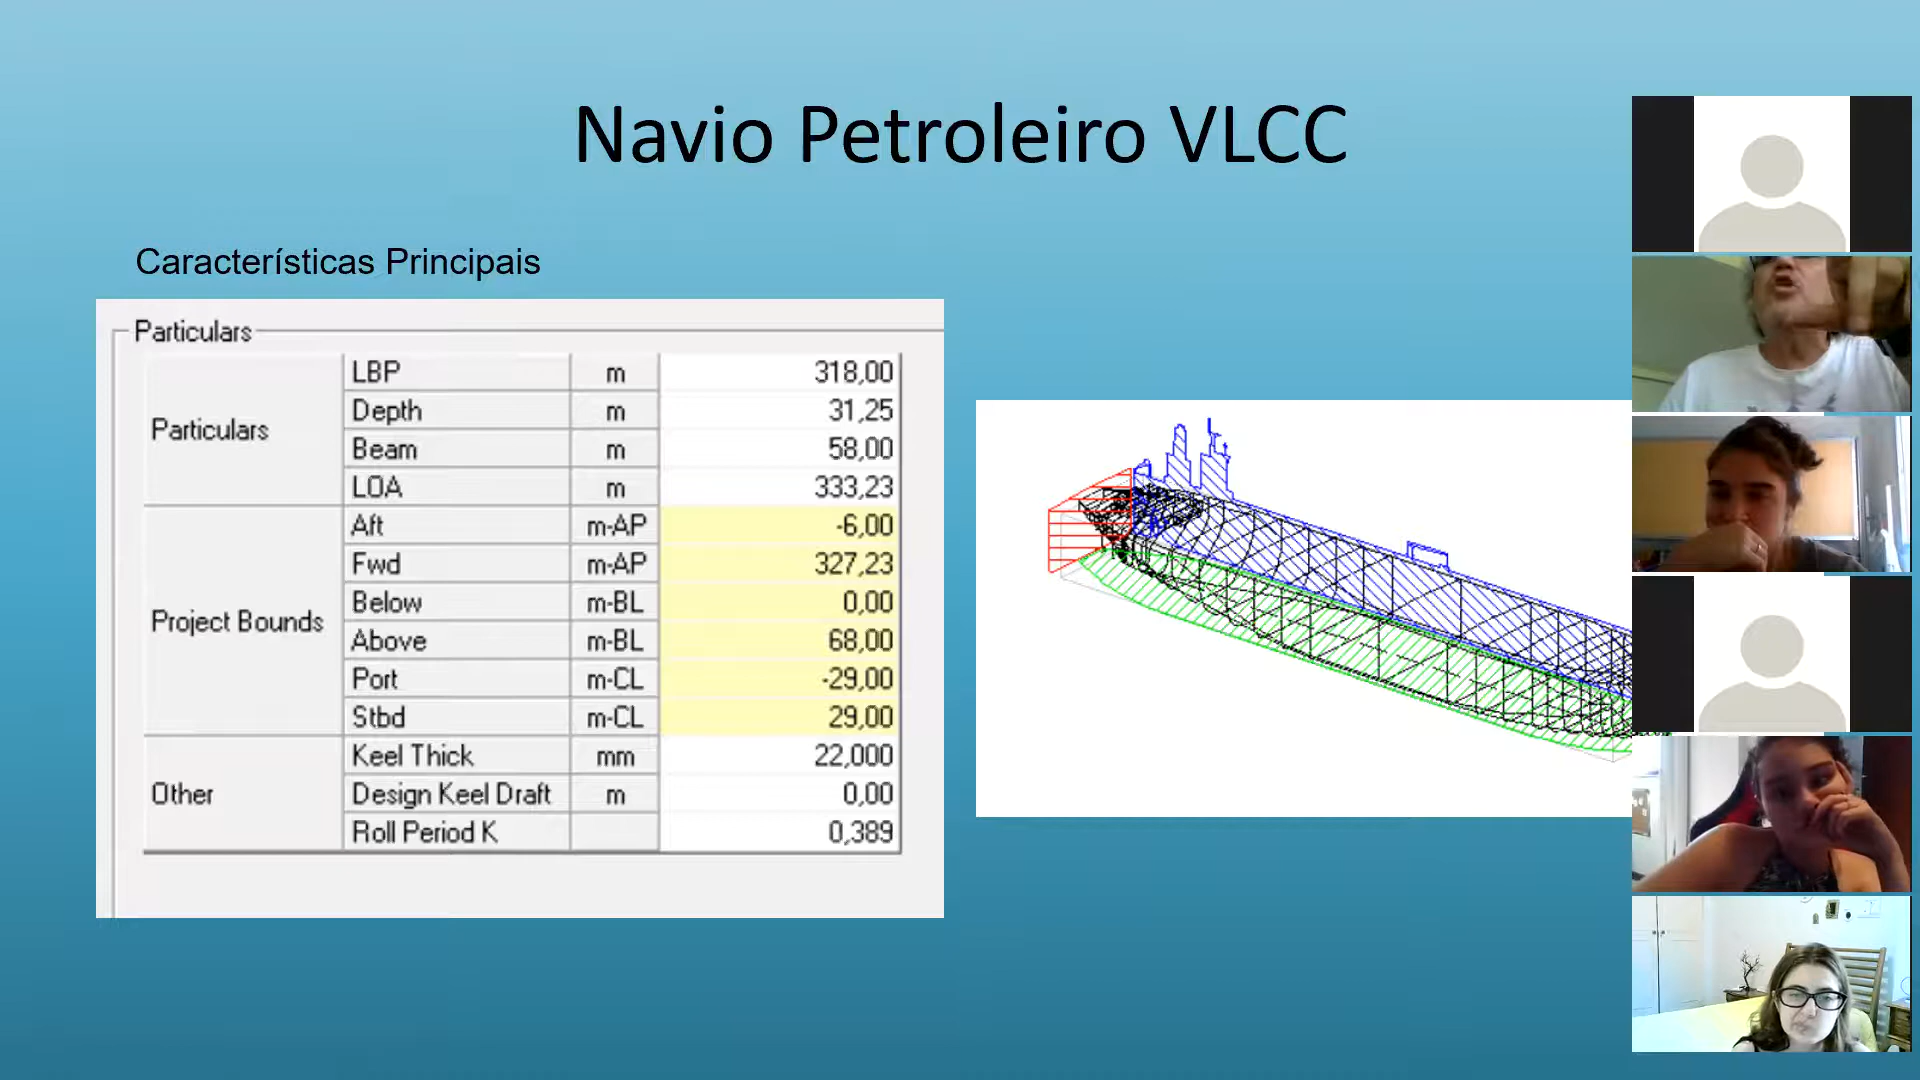 Navio Petroleiro VLCC
Características Principais
Particulars
Particulars
LBP m 318,00
Depth m 31,25
Beam m 58,00
LOA m 333,23
Project Bounds
Aft m-AP -6,00
Fwd m-AP 327,23
Below m-BL 0,00
Above m-BL 68,00
Port m-CL -29,00
Stbd m-CL 29,00
Other
Keel Thick mm 22,000
Design Keel Draft m 0,00
Roll Period K 0,389